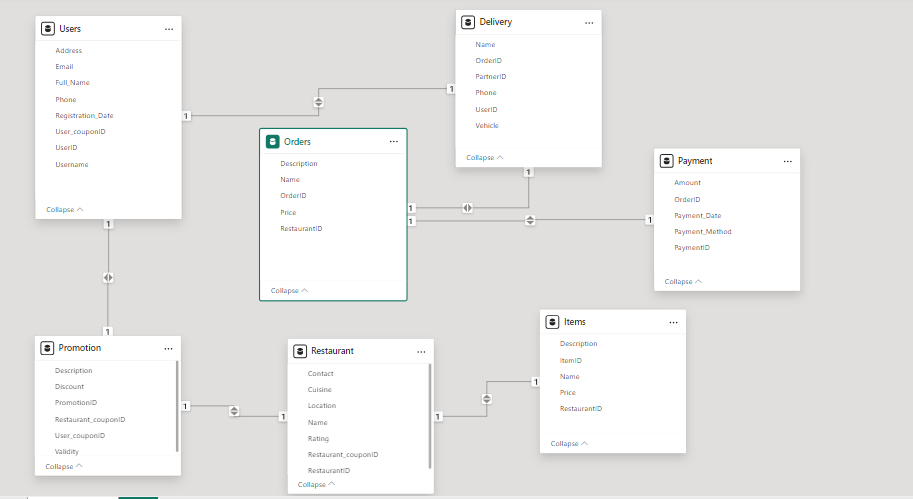 Users
Address
Email
Full_Name
Phone
Registration_Date
User_couponID
UserID
Username
Collapse
1
1
Delivery
Name
OrderID
PartnerID
Phone
UserID
Vehicle
Collapse
1
1
Orders
Description
Name
OrderID
Price
RestaurantID
Collapse
1
1
Payment
Amount
OrderID
Payment_Date
Payment_Method
PaymentID
Collapse
1
Promotion
Description
Discount
PromotionID
Restaurant_couponID
User_couponID
Validity
Collapse
1
1
Restaurant
Contact
Cuisine
Location
Name
Rating
Restaurant_couponID
RestaurantID
Collapse
1
1
Items
Description
ItemID
Name
Price
RestaurantID
Collapse
1